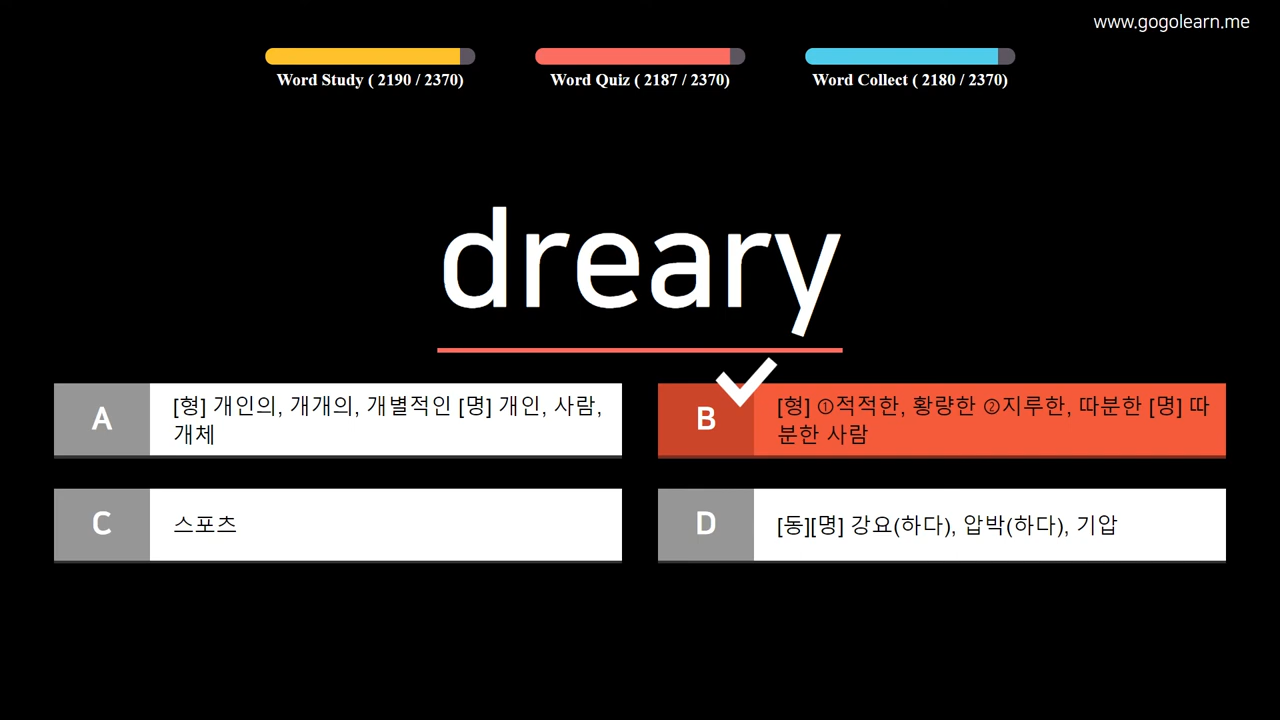 www.gogolearn.me
Word Study ( 2190 / 2370)
Word Quiz ( 2187 / 2370)
Word Collect ( 2180 / 2370)
dreary
A
[형] 개인의, 개개의, 개별적인 [명] 개인, 사람,
개체
B
[형] ①적적한, 황량한 ②지루한, 따분한 [명] 따
분한 사람
C
스포츠
D
[동][명] 강요(하다), 압박(하다), 기압